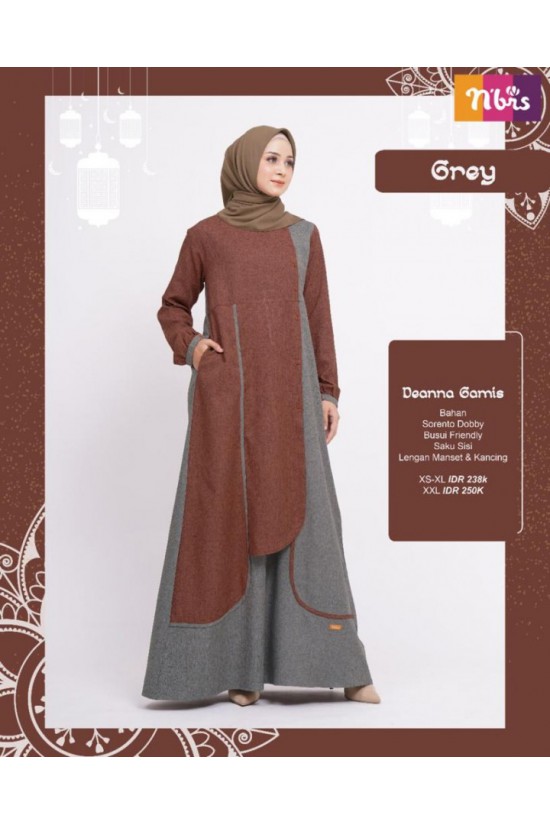 N'brs
Grey
Deanna Gamis
Bahan
Sorento Dobby
Busui Friendly
Saku Sisi
Lengan Manset & Kancing
XS-XL IDR 238k
XXL IDR 250K